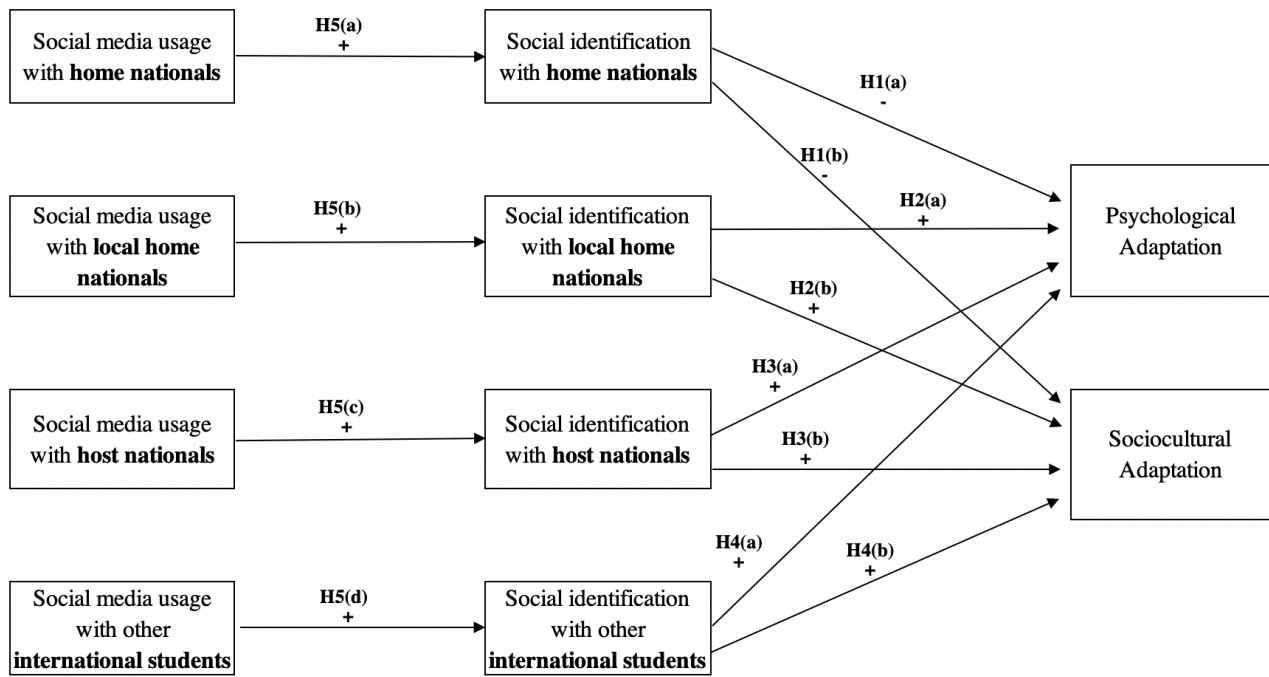 Social media usage
with home nationals
H5(a)
+
Social identification
with home nationals
H1(a)
-
H1(b)
-
Social media usage
with local home
nationals
H5(b)
+
Social identification
with local home
nationals
H2(a)
+
H2(b)
+
Psychological
Adaptation
Social media usage
with host nationals
H5(c)
+
Social identification
with host nationals
H3(a)
+
H3(b)
+
Sociocultural
Adaptation
Social media usage
with other
international students
H5(d)
+
Social identification
with other
international students
H4(a)
+
H4(b)
+